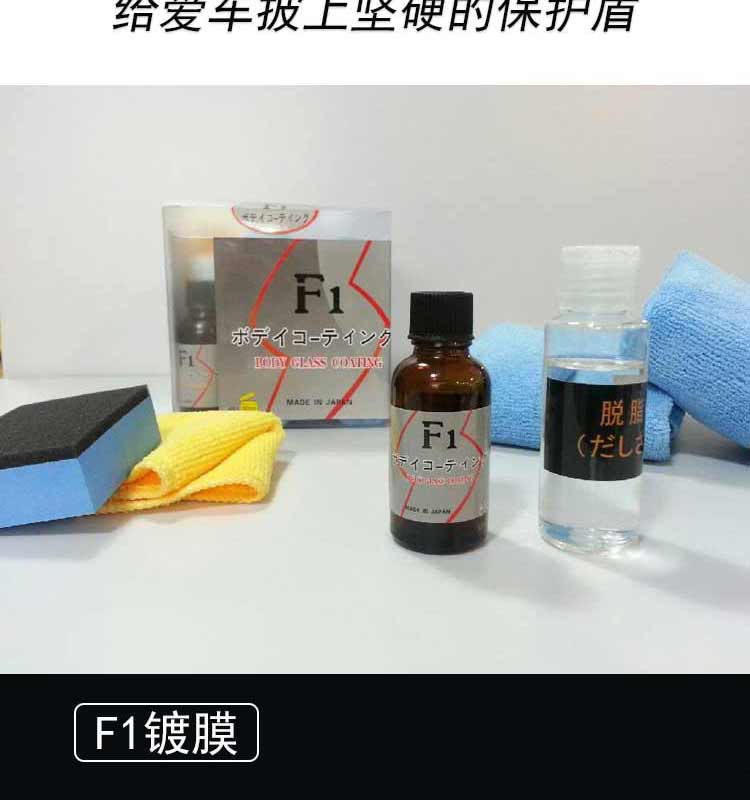 给爱车披上坚硬的保护盾
ボディコーティング
F1
ボディコーティング
BODY GLASS COATING
MADE IN JAPAN
F1
F1
ボディコーティン
MADE IN JAPAN
脱脂
(だしさ
F1镀膜